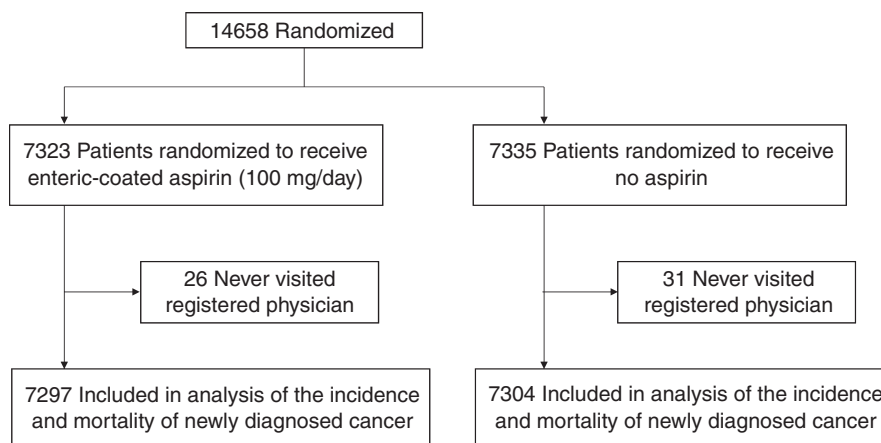 14658 Randomized
7323 Patients randomized to receive
enteric-coated aspirin (100 mg/day)
7335 Patients randomized to receive
no aspirin
26 Never visited
registered physician
31 Never visited
registered physician
7297 Included in analysis of the incidence
and mortality of newly diagnosed cancer
7304 Included in analysis of the incidence
and mortality of newly diagnosed cancer